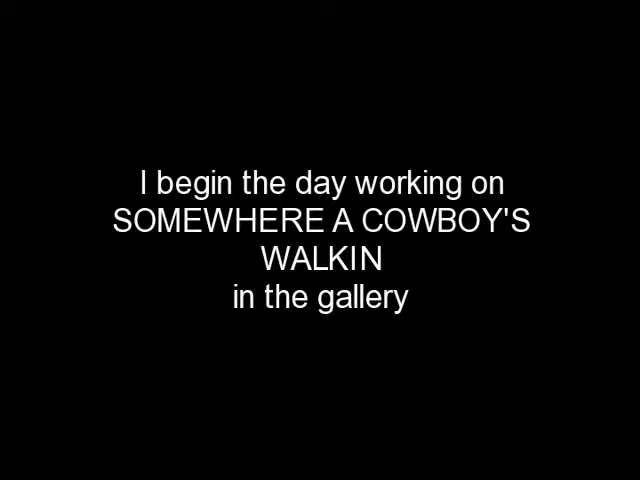 I begin the day working on
SOMEWHERE A COWBOY'S
WALKIN
in the gallery